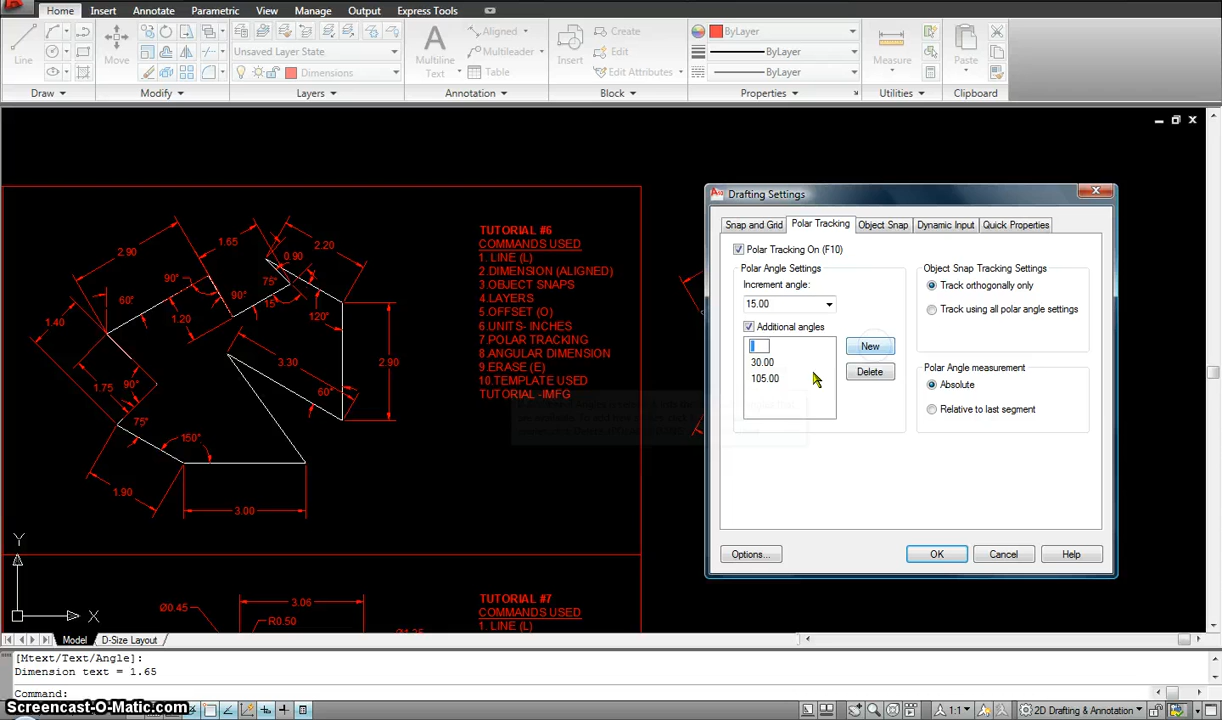 Home Insert Annotate Parametric View Manage Output Express Tools
Line Move Unsaved Layer State Dimensions Multiline Text Aligned Multileader Table Insert Create Edit Edit Attributes ByLayer ByLayer ByLayer Measure Paste
Draw Modify Layers Annotation Block Properties Utilities Clipboard
TUTORIAL #6
COMMANDS USED
1. LINE (L)
2.DIMENSION (ALIGNED)
3.OBJECT SNAPS
4.LAYERS
5.OFFSET (O)
6.UNITS- INCHES
7.POLAR TRACKING
8.ANGULAR DIMENSION
9.ERASE (E)
10.TEMPLATE USED
TUTORIAL -IMFG
2.90
1.65
2.20
0.90
90°
75°
60°
90°
15
1.40
1.20
120°
3.30
2.90
1.75
90°
60°
75°
150°
1.90
3.00
Drafting Settings
Snap and Grid Polar Tracking Object Snap Dynamic Input Quick Properties
Polar Tracking On (F10)
Polar Angle Settings
Increment angle:
15.00
Additional angles
30.00
105.00
New
Delete
Object Snap Tracking Settings
Track orthogonally only
Track using all polar angle settings
Polar Angle measurement
Absolute
Relative to last segment
Options... OK Cancel Help
Y
X
Ø0.45
3.06
R0.50
TUTORIAL #7
COMMANDS USED
1. LINE (L)
Model D-Size Layout
[Mtext/Text/Angle]:
Dimension text = 1.65
Command:
Screencast-O-Matic.com
1:1 2D Drafting & Annotation